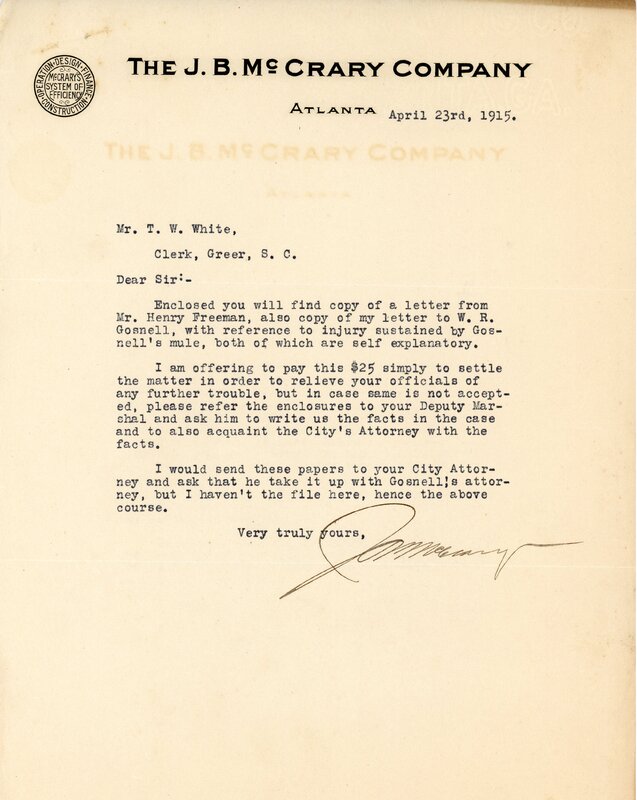 OPERATION·DESIGN·FINANCE·CONSTRUCTION
MCCRARY'S
SYSTEM OF
EFFICIENCY
THE J. B. MCCRARY COMPANY
ATLANTA
April 23rd, 1915.
THE J. B. MCCRARY COMPANY
ATLANTA
Mr. T. W. White,
Clerk, Greer, S. C.
Dear Sir:-
Enclosed you will find copy of a letter from
Mr. Henry Freeman, also copy of my letter to W. R.
Gosnell, with reference to injury sustained by Gos-
nell's mule, both of which are self explanatory.
I am offering to pay this $25 simply to settle
the matter in order to relieve your officials of
any further trouble, but in case same is not accept-
ed, please refer the enclosures to your Deputy Mar-
shal and ask him to write us the facts in the case
and to also acquaint the City's Attorney with the
facts.
I would send these papers to your City Attor-
ney and ask that he take it up with Gosnell's attor-
ney, but I haven't the file here, hence the above
course.
Very truly yours,
J B McCrary